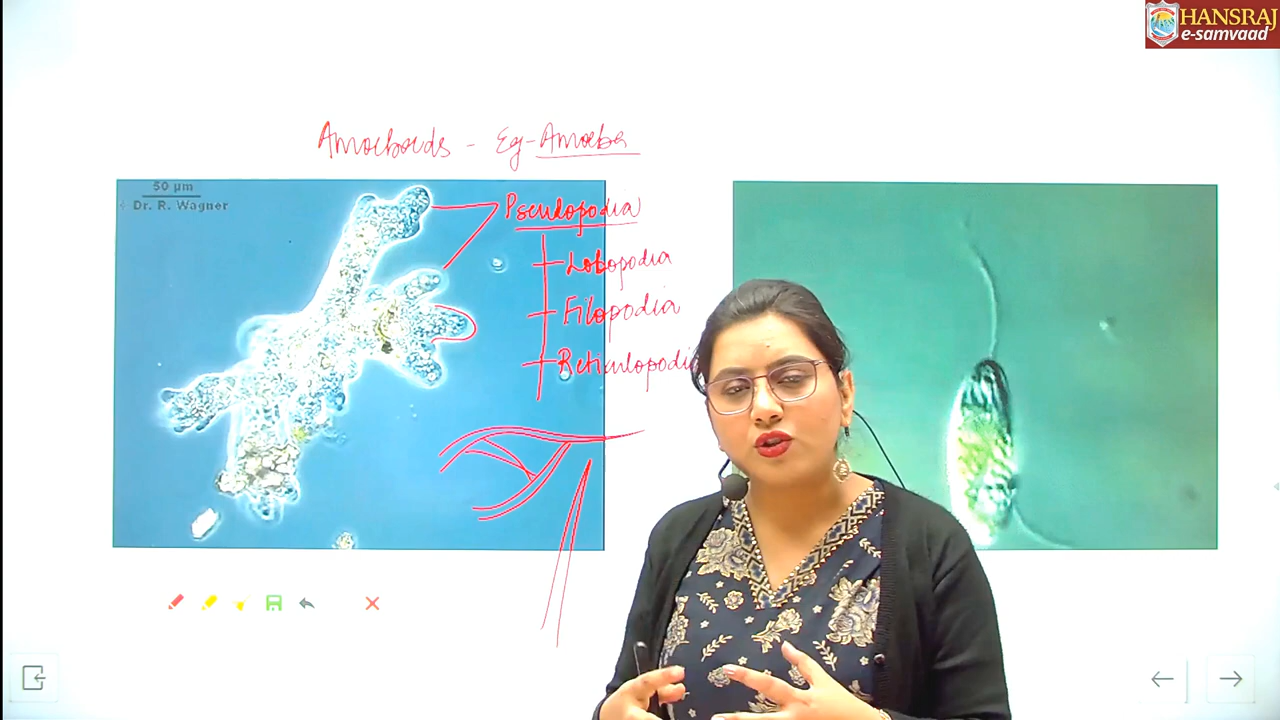 HANSRAJ
e-samvaad
Amoeboids - Eg- Amoeba
50 µm
Dr. R. Wagner
Pseudopodia
Lobopodia
Filopodia
Reticulopodia